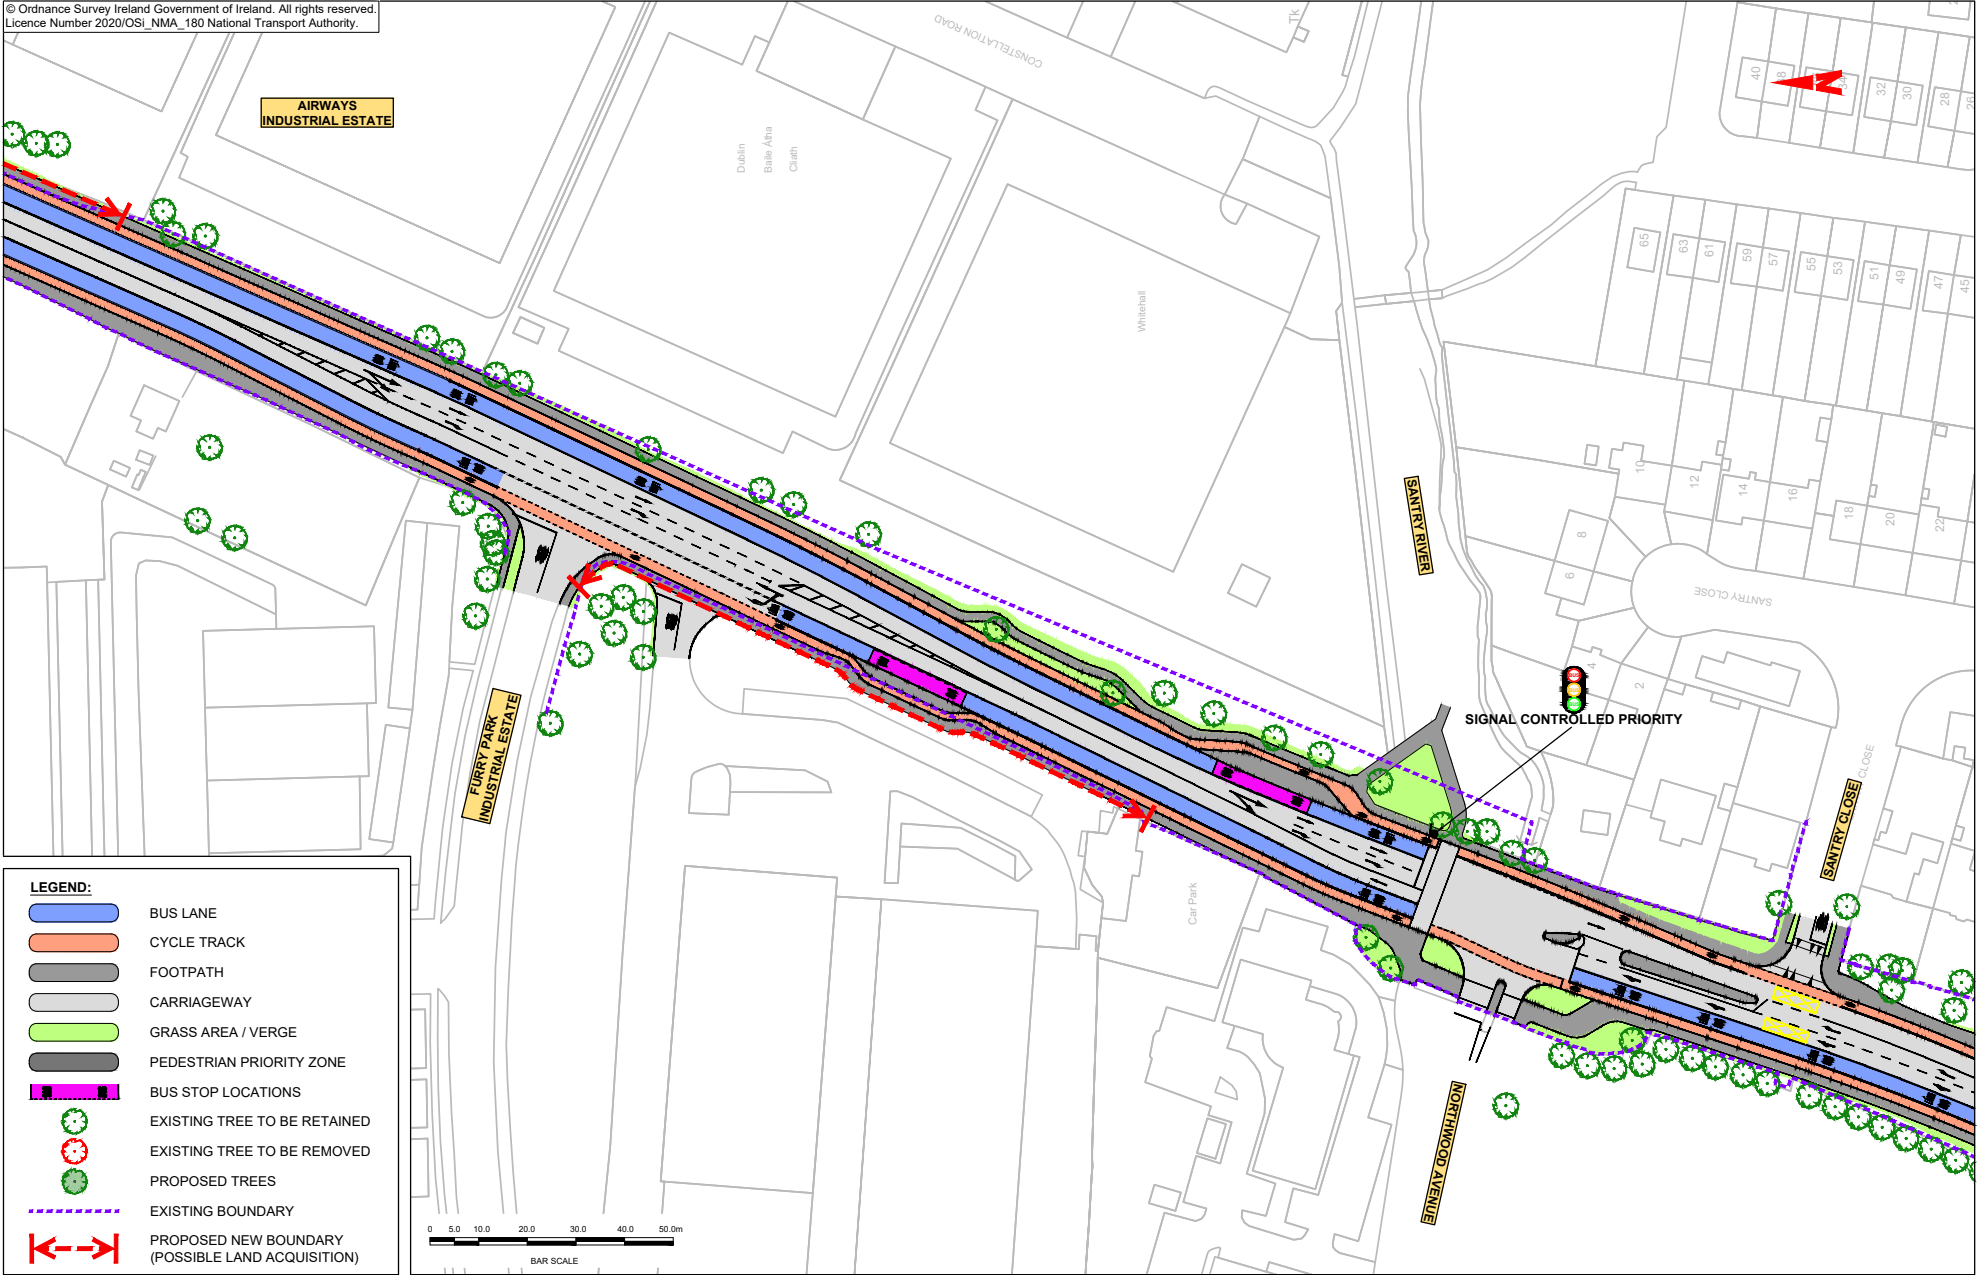 © Ordnance Survey Ireland Government of Ireland. All rights reserved.
Licence Number 2020/OSi_NMA_180 National Transport Authority.
AIRWAYS
INDUSTRIAL ESTATE
CONSTELLATION ROAD
Tk
Dublin
Baile Átha
Cliath
Whitehall
40
32
30
28
26
65
63
61
59
57
55
53
51
49
47
45
SANTRY RIVER
10
12
14
16
18
20
22
8
6
4
2
SANTRY CLOSE
SIGNAL CONTROLLED PRIORITY
CLOSE
SANTRY CLOSE
FURRY PARK
INDUSTRIAL ESTATE
Car Park
NORTHWOOD AVENUE
N
LEGEND:
BUS LANE
CYCLE TRACK
FOOTPATH
CARRIAGEWAY
GRASS AREA / VERGE
PEDESTRIAN PRIORITY ZONE
BUS STOP LOCATIONS
EXISTING TREE TO BE RETAINED
EXISTING TREE TO BE REMOVED
PROPOSED TREES
EXISTING BOUNDARY
PROPOSED NEW BOUNDARY
(POSSIBLE LAND ACQUISITION)
0 5.0 10.0 20.0 30.0 40.0 50.0m
BAR SCALE